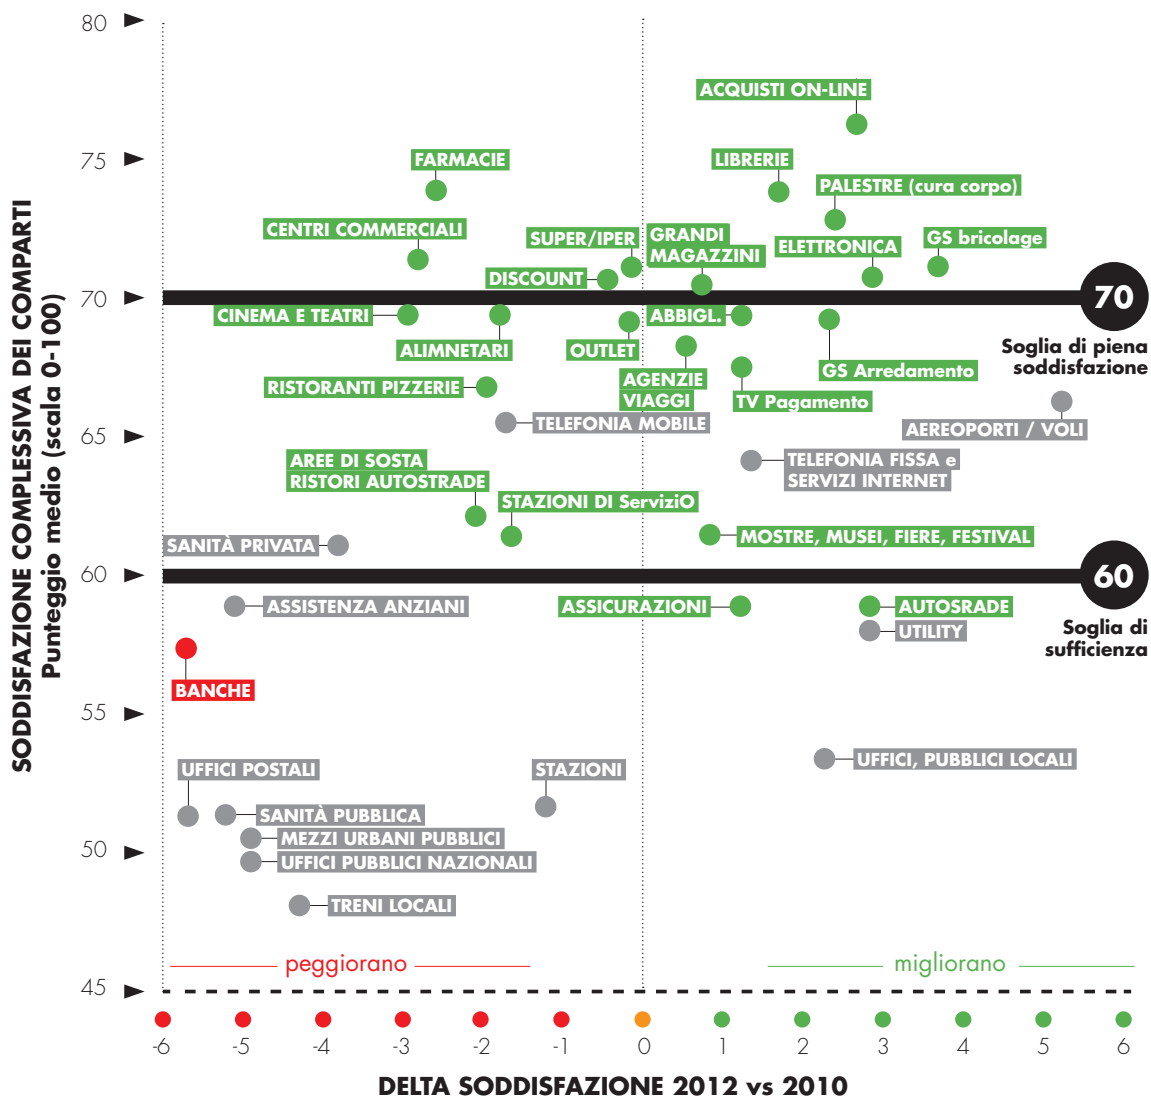 80
ACQUISTI ON-LINE
75
FARMACIE
LIBRERIE
PALESTRE (cura corpo)
CENTRI COMMERCIALI
SUPER/IPER
GRANDI
MAGAZZINI
ELETTRONICA
GS bricolage
DISCOUNT
70
70
Soglia di piena
soddisfazione
CINEMA E TEATRI
ALIMNETARI
OUTLET
ABBIGL.
GS Arredamento
AGENZIE
VIAGGI
TV Pagamento
RISTORANTI PIZZERIE
TELEFONIA MOBILE
AEREOPORTI / VOLI
65
AREE DI SOSTA
RISTORI AUTOSTRADE
TELEFONIA FISSA e
SERVIZI INTERNET
STAZIONI DI ServiziO
MOSTRE, MUSEI, FIERE, FESTIVAL
SANITÀ PRIVATA
60
60
Soglia di
sufficienza
ASSISTENZA ANZIANI
ASSICURAZIONI
AUTOSRADE
UTILITY
BANCHE
55
UFFICI POSTALI
STAZIONI
UFFICI, PUBBLICI LOCALI
SANITÀ PUBBLICA
MEZZI URBANI PUBBLICI
50
UFFICI PUBBLICI NAZIONALI
TRENI LOCALI
peggiorano
migliorano
45
-6 -5 -4 -3 -2 -1 0 1 2 3 4 5 6
DELTA SODDISFAZIONE 2012 vs 2010
SODDISFAZIONE COMPLESSIVA DEI COMPARTI
Punteggio medio (scala 0-100)